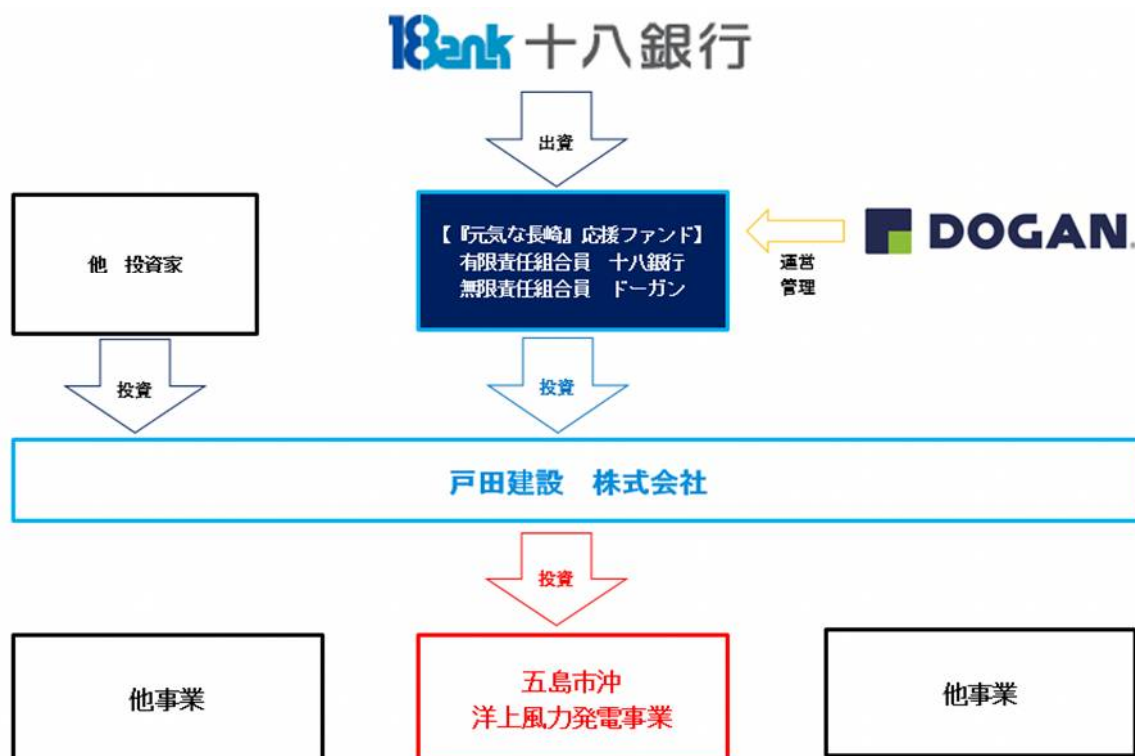 18Bank 十八銀行
出資
他 投資家
【『元気な長崎』応援ファンド】
有限責任組合員 十八銀行
無限責任組合員 ドーガン
運営
管理
DOGAN
投資
投資
戸田建設 株式会社
投資
他事業
五島市沖
洋上風力発電事業
他事業